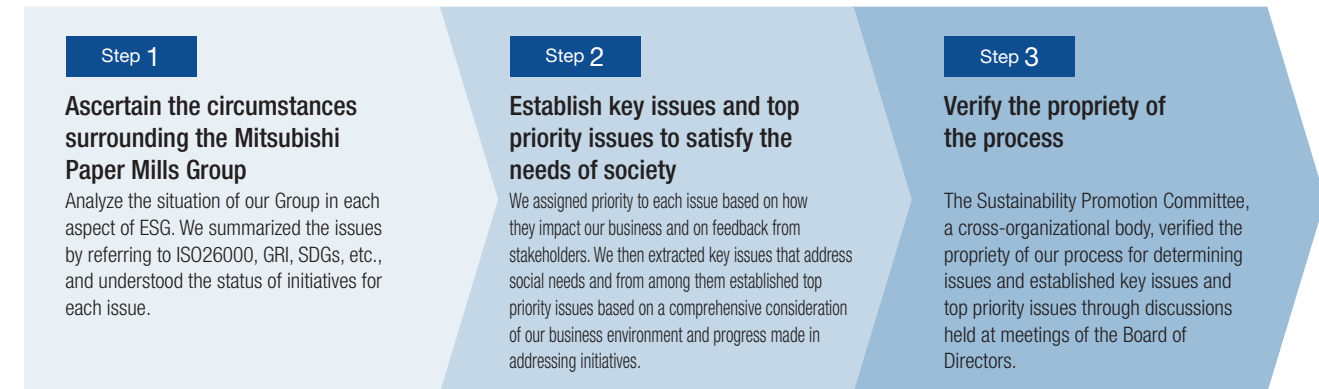 Step 1
Ascertain the circumstances
surrounding the Mitsubishi
Paper Mills Group
Analyze the situation of our Group in each
aspect of ESG. We summarized the issues
by referring to ISO26000, GRI, SDGs, etc.,
and understood the status of initiatives for
each issue.
Step 2
Establish key issues and top
priority issues to satisfy the
needs of society
We assigned priority to each issue based on how
they impact our business and on feedback from
stakeholders. We then extracted key issues that address
social needs and from among them established top
priority issues based on a comprehensive consideration
of our business environment and progress made in
addressing initiatives.
Step 3
Verify the propriety of
the process
The Sustainability Promotion Committee,
a cross-organizational body, verified the
propriety of our process for determining
issues and established key issues and
top priority issues through discussions
held at meetings of the Board of
Directors.